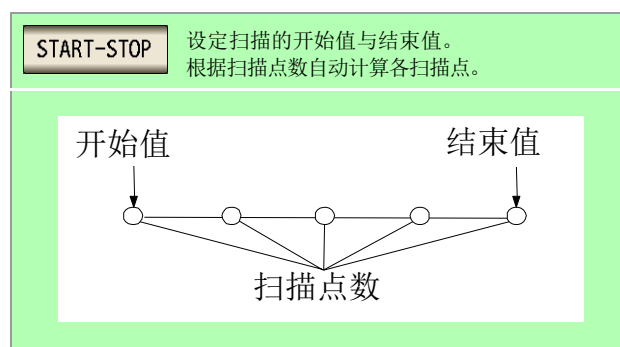 START-STOP
设定扫描的开始值与结束值。
根据扫描点数自动计算各扫描点。
开始值
结束值
扫描点数